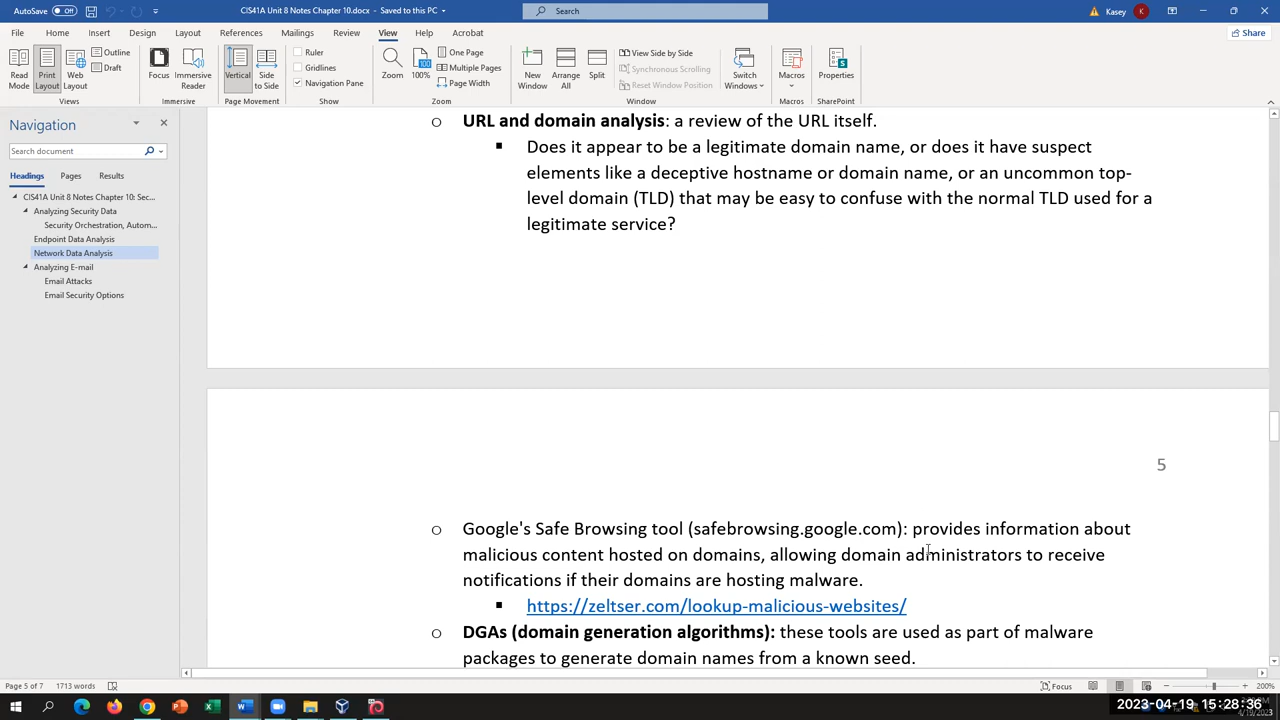 AutoSave Off CIS41A Unit 8 Notes Chapter 10.docx - Saved to this PC Search Kasey
File Home Insert Design Layout References Mailings Review View Help Acrobat Share
Read Mode Print Layout Web Layout Outline Draft Views
Focus Immersive Reader Immersive
Vertical Side to Side Page Movement
Ruler Gridlines Navigation Pane Show
Zoom 100% One Page Multiple Pages Page Width Zoom
New Window Arrange All Split View Side by Side Synchronous Scrolling Reset Window Position Switch Windows Window
Macros Macros
Properties SharePoint
Navigation
Search document
Headings Pages Results
CIS41A Unit 8 Notes Chapter 10: Sec...
Analyzing Security Data
Security Orchestration, Autom...
Endpoint Data Analysis
Network Data Analysis
Analyzing E-mail
Email Attacks
Email Security Options
o URL and domain analysis: a review of the URL itself.
▪ Does it appear to be a legitimate domain name, or does it have suspect
elements like a deceptive hostname or domain name, or an uncommon top-
level domain (TLD) that may be easy to confuse with the normal TLD used for a
legitimate service?
5
o Google's Safe Browsing tool (safebrowsing.google.com): provides information about
malicious content hosted on domains, allowing domain administrators to receive
notifications if their domains are hosting malware.
▪ https://zeltser.com/lookup-malicious-websites/
o DGAs (domain generation algorithms): these tools are used as part of malware
packages to generate domain names from a known seed.
Page 5 of 7 1713 words Focus 200%
2023-04-19 15:28:36
4/19/2023